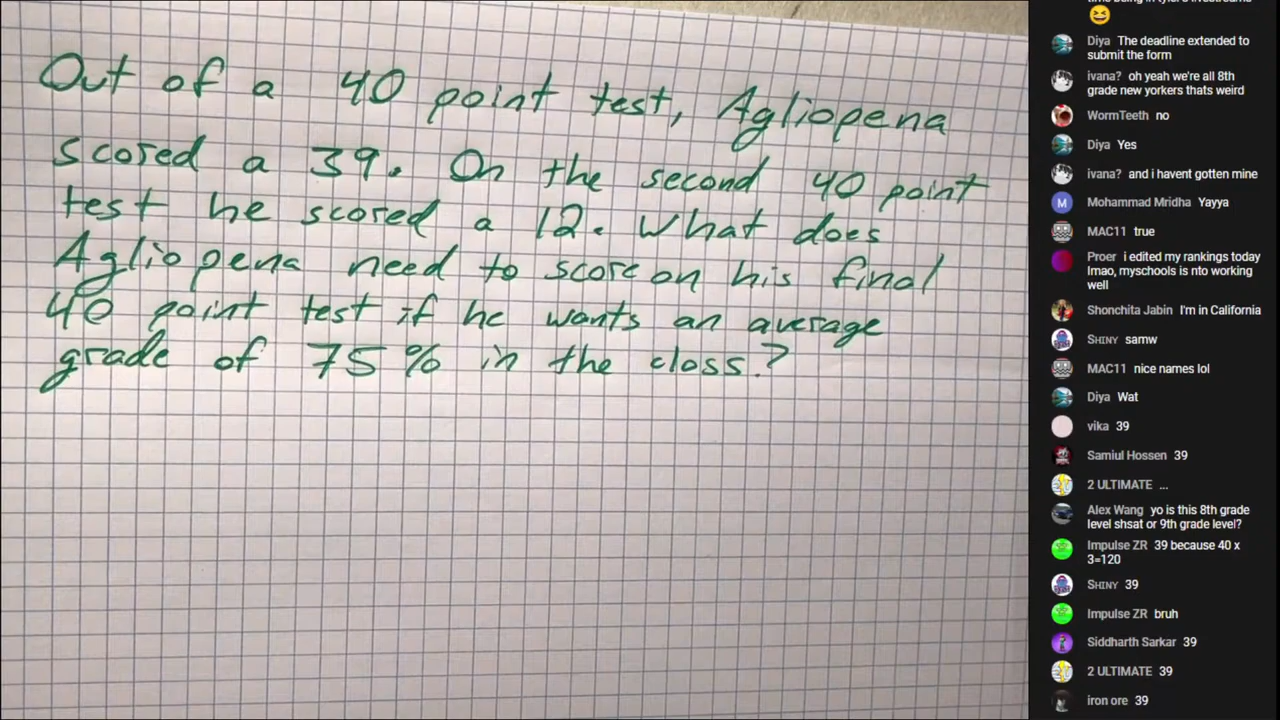 Out of a 40 point test, Agliopena
scored a 39. On the second 40 point
test he scored a 12. What does
Agliopena need to score on his final
40 point test if he wants an average
grade of 75% in the class?
😆
Diya The deadline extended to
submit the form
ivana? oh yeah we're all 8th
grade new yorkers thats weird
WormTeeth no
Diya Yes
ivana? and i havent gotten mine
M
Mohammad Mridha Yayya
MAC11 true
Proer i edited my rankings today
lmao, myschools is nto working
well
Shonchita Jabin I'm in California
Shiny samw
MAC11 nice names lol
Diya Wat
vika 39
Samiul Hossen 39
2 ULTIMATE ...
Alex Wang yo is this 8th grade
level shsat or 9th grade level?
Impulse ZR 39 because 40 x
3=120
Shiny 39
Impulse ZR bruh
Siddharth Sarkar 39
2 ULTIMATE 39
iron ore 39